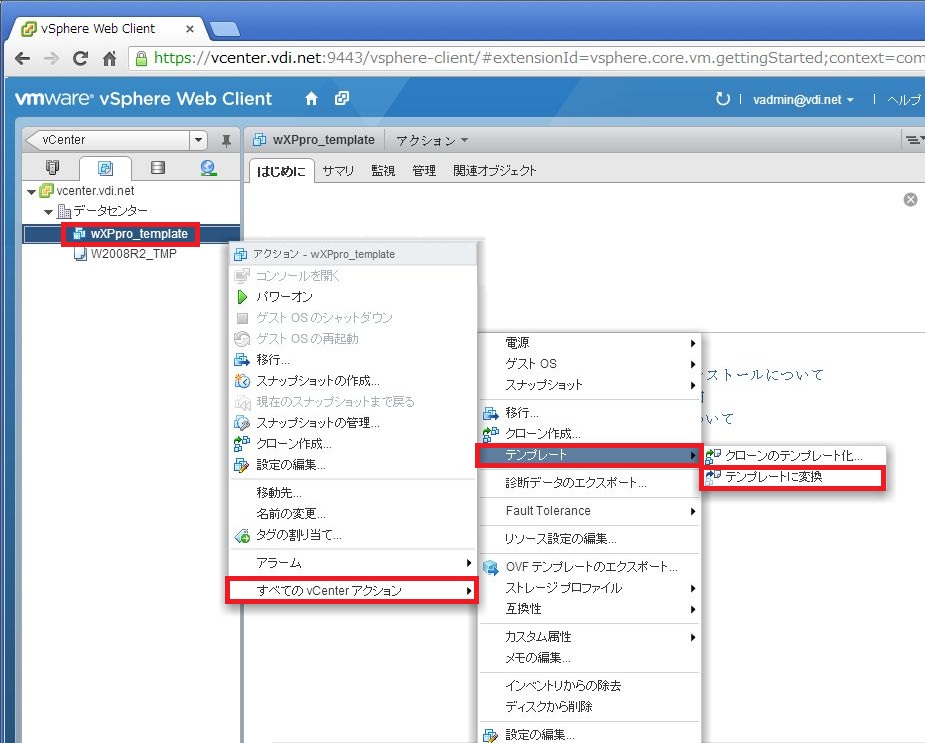 vSphere Web Client
https://vcenter.vdi.net:9443/vsphere-client/#extensionId=vsphere.core.vm.gettingStarted;context=com
vmware® vSphere Web Client
vadmin@vdi.net
ヘルプ
vCenter
wXPpro_template
アクション
はじめに サマリ 監視 管理 関連オブジェクト
vcenter.vdi.net
データセンター
wXPpro_template
W2008R2_TMP
アクション - wXPpro_template
コンソールを開く
パワーオン
ゲスト OS のシャットダウン
ゲスト OS の再起動
移行...
スナップショットの作成...
現在のスナップショットまで戻る
スナップショットの管理...
クローン作成...
設定の編集...
移動先...
名前の変更...
タグの割り当て...
アラーム
すべての vCenter アクション
電源
ゲスト OS
スナップショット
移行...
クローン作成...
テンプレート
診断データのエクスポート...
Fault Tolerance
リソース設定の編集...
OVF テンプレートのエクスポート...
ストレージ プロファイル
互換性
カスタム属性
メモの編集...
インベントリからの除去
ディスクから削除
設定の編集...
クローンのテンプレート化...
テンプレートに変換
ストールについて
ついて